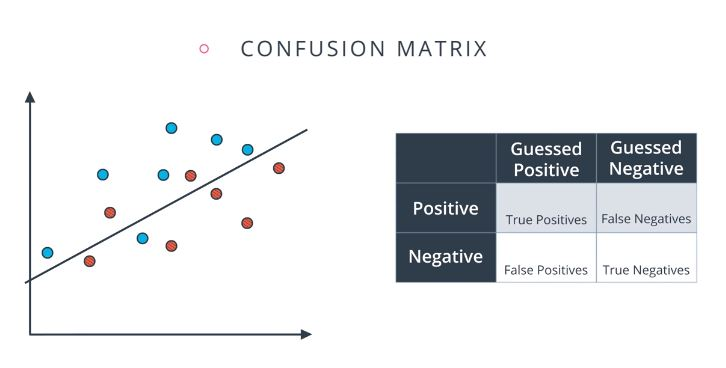 CONFUSION MATRIX
Guessed Positive
Guessed Negative
Positive
True Positives
False Negatives
Negative
False Positives
True Negatives